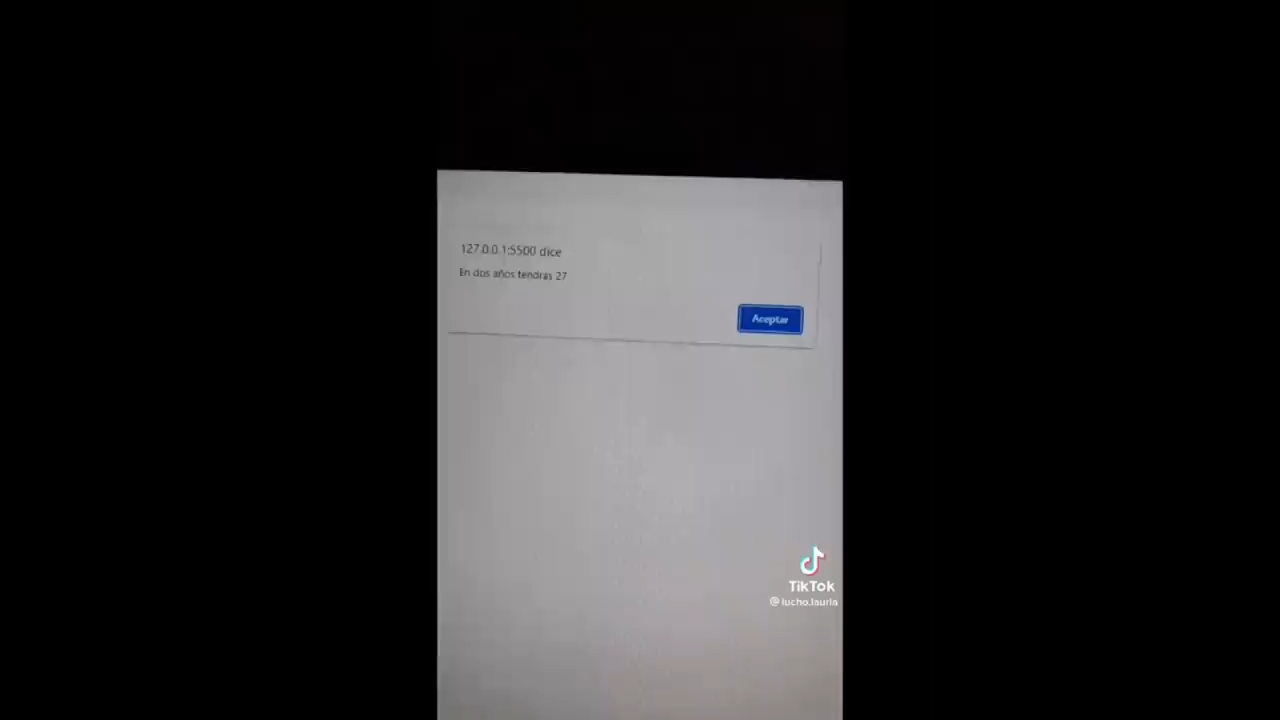 127.0.0.1:5500 dice
En dos años tendras 27
Aceptar
TikTok
@lucho.lauria